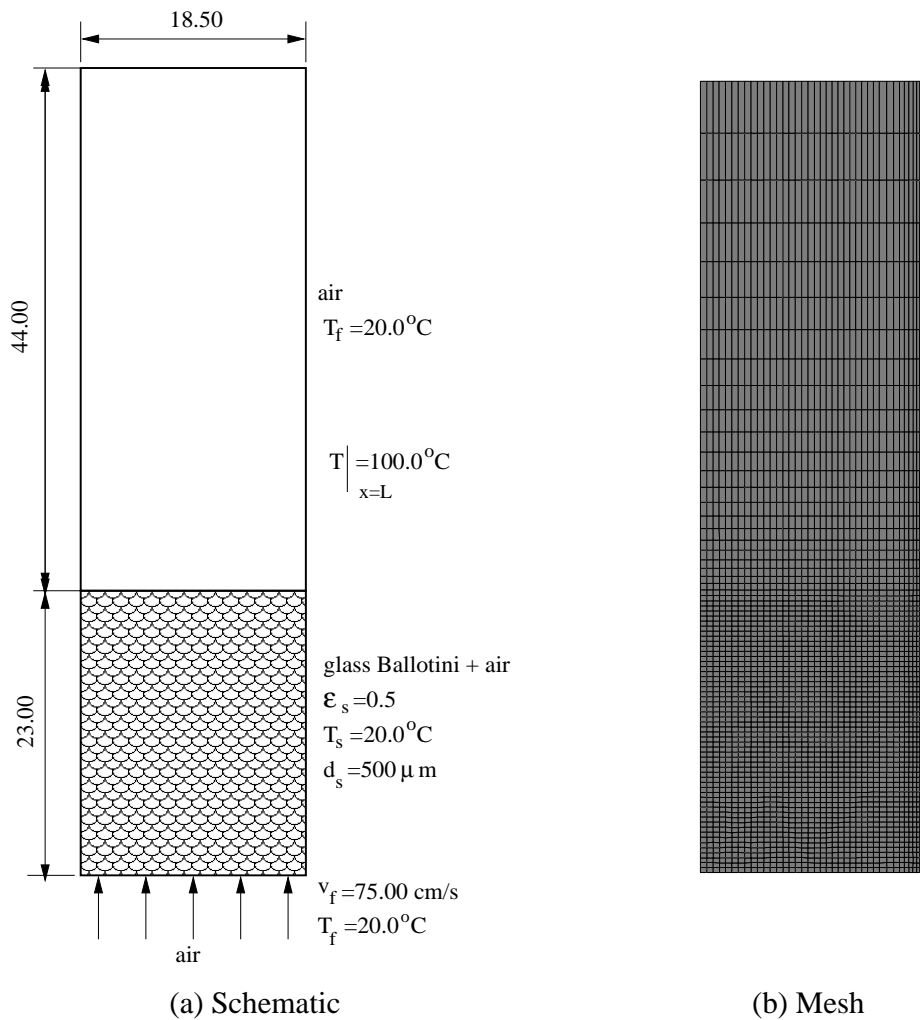 18.50
44.00
air
T_f =20.0°C
T| =100.0°C
x=L
23.00
glass Ballotini + air
ε_s =0.5
T_s =20.0°C
d_s =500 μm
v_f =75.00 cm/s
T_f =20.0°C
air
(a) Schematic
(b) Mesh